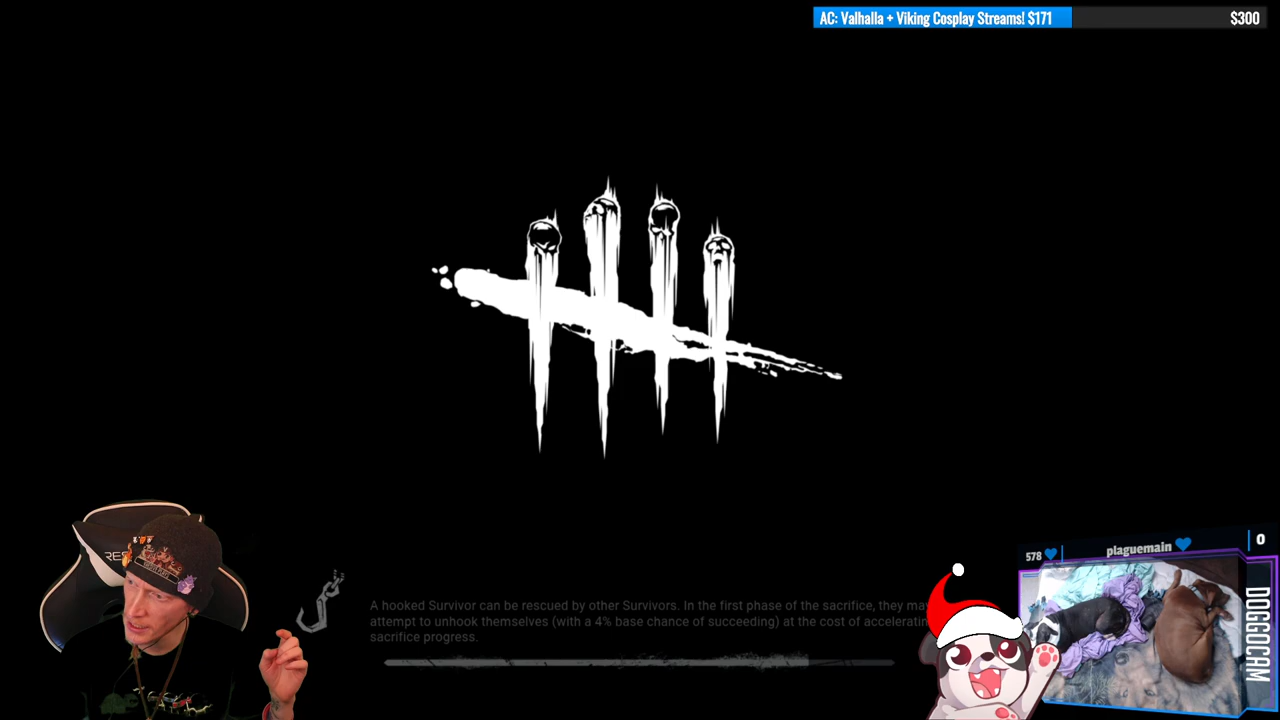 AC: Valhalla + Viking Cosplay Streams! $171
$300
RES
578
plaguemain
0
DOGGOCAM
A hooked Survivor can be rescued by other Survivors. In the first phase of the sacrifice, they may
attempt to unhook themselves (with a 4% base chance of succeeding) at the cost of acceleratin
sacrifice progress.